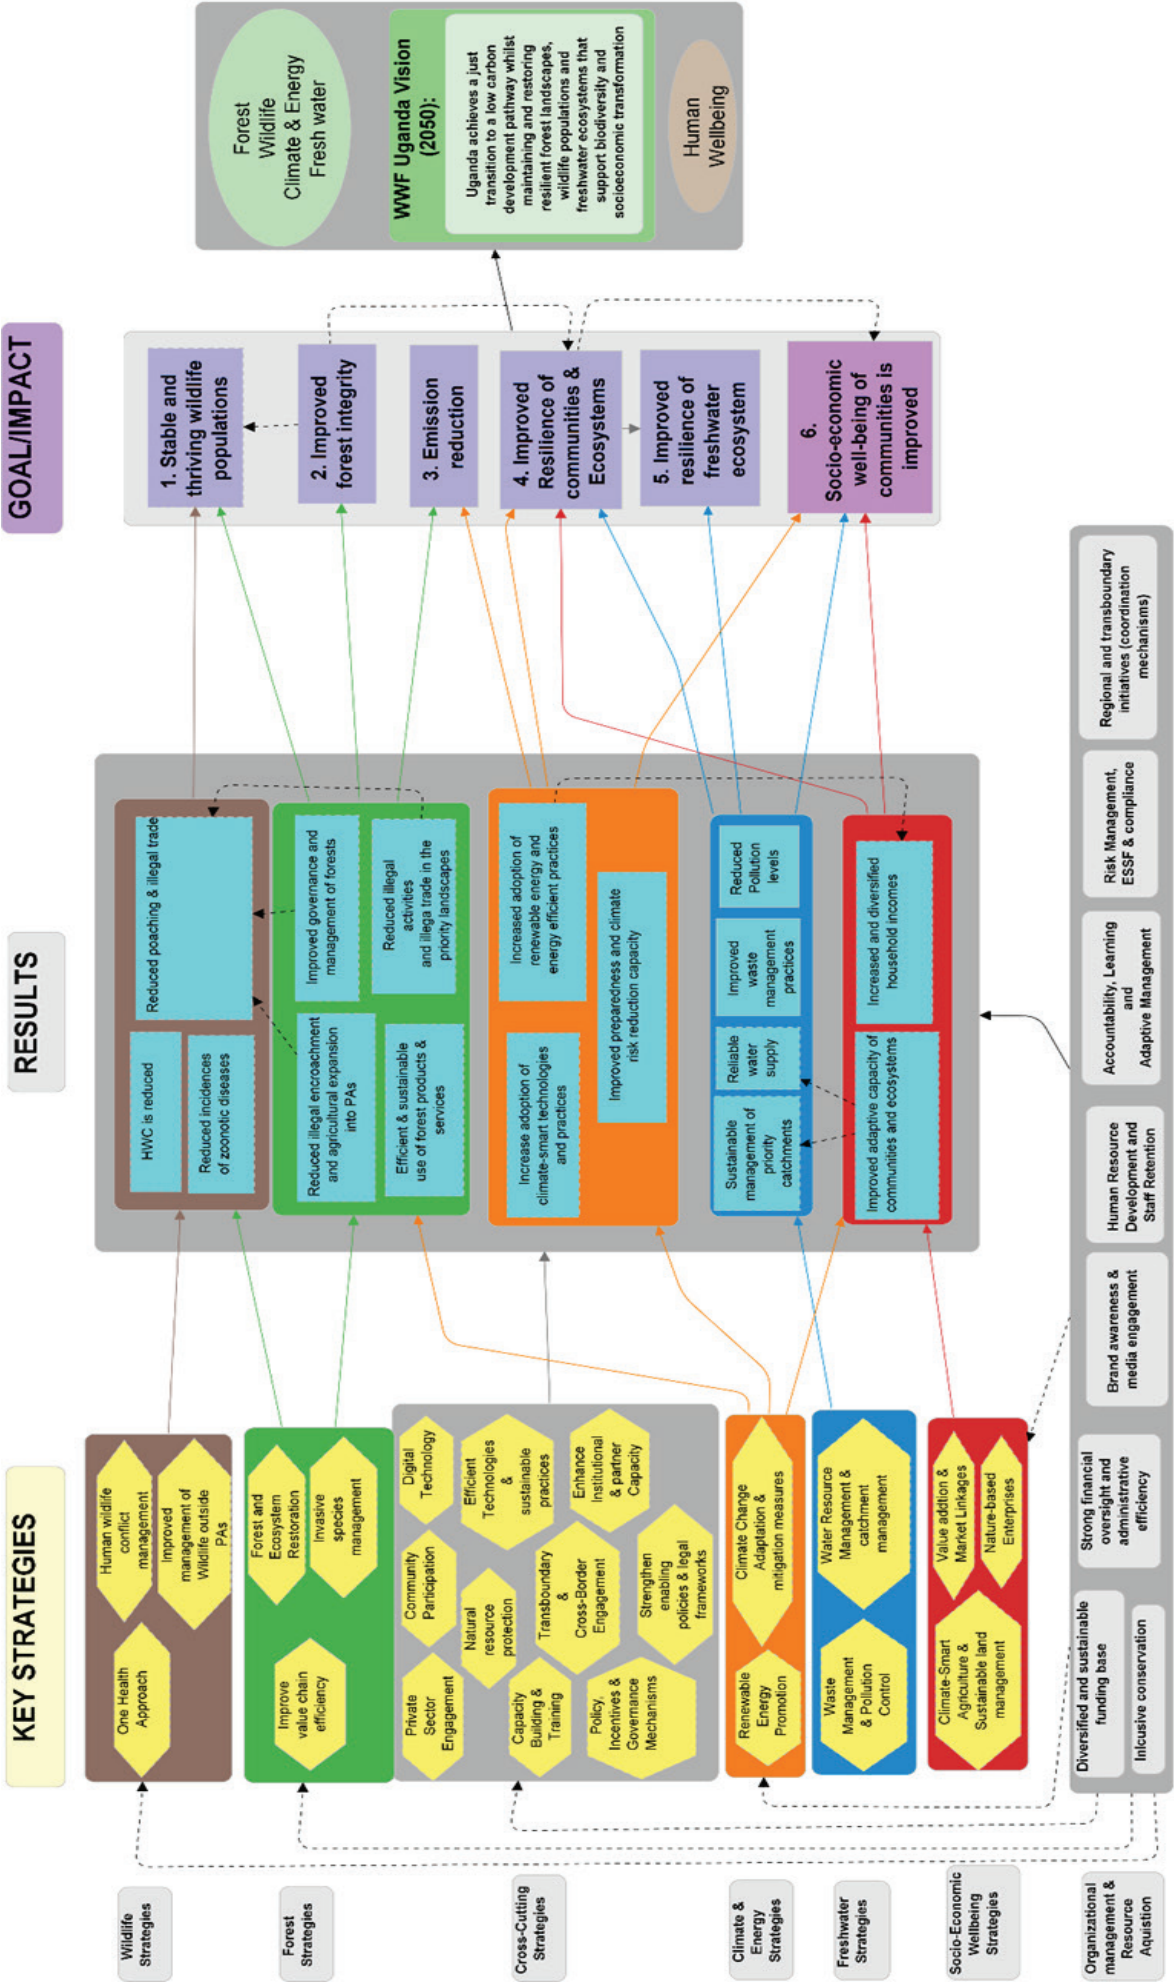 KEY STRATEGIES
RESULTS
GOAL/IMPACT
Wildlife
Strategies
One Health
Approach
Human wildlife
conflict
management
Improved
management of
Wildlife outside
PAs
HWC is reduced
Reduced incidences
of zoonotic diseases
Reduced poaching & illegal trade
1. Stable and
thriving wildlife
populations
Forest
Strategies
Improve
value chain
efficiency
Forest and
Ecosystem
Restoration
Invasive
species
management
Reduced illegal encroachment
and agricultural expansion
into PAs
Efficient & sustainable
use of forest products &
services
Improved governance and
management of forests
Reduced illegal
activities
and illega trade in the
priority landscapes
2. Improved
forest integrity
3. Emission
reduction
Cross-Cutting
Strategies
Private
Sector
Engagement
Community
Participation
Digital
Technology
Natural
resource
protection
Efficient
Technologies
&
sustainable
practices
Capacity
Building &
Training
Transboundary
&
Cross-Border
Engagement
Enhance
Institutional
& partner
Capacity
Policy,
Incentives &
Governance
Mechanisms
Strengthen
enabling
policies & legal
frameworks
Increase adoption of
climate-smart technologies
and practices
Increased adoption of
renewable energy and
energy efficient practices
Improved preparedness and climate
risk reduction capacity
4. Improved
Resilience of
communities &
Ecosystems
Climate &
Energy
Strategies
Renewable
Energy
Promotion
Climate Change
Adaptation &
mitigation measures
Freshwater
Strategies
Waste
Management
& Pollution
Control
Water Resource
Management &
catchment
management
Sustainable
management of
priority
catchments
Reliable
water
supply
Improved
waste
management
practices
Reduced
Pollution
levels
5. Improved
resilience of
freshwater
ecosystem
Socio-Economic
Wellbeing
Strategies
Climate-Smart
Agriculture &
Sustainable land
management
Value addtion &
Market Linkages
Nature-based
Enterprises
Improved adaptive capacity of
communities and ecosystems
Increased and diversified
household incomes
6.
Socio-economic
well-being of
communities is
improved
Forest
Wildlife
Climate & Energy
Fresh water
WWF Uganda Vision
(2050):
Uganda achieves a just
transition to a low carbon
development pathway whilst
maintaining and restoring
resilient forest landscapes,
wildlife populations and
freshwater ecosystems that
support biodiversity and
socioeconomic transformation
Human
Wellbeing
Organizational
management &
Resource
Aquistion
Diversified and sustainable
funding base
Inlcusive conservation
Strong financial
oversight and
administrative
efficiency
Brand awareness &
media engagement
Human Resource
Development and
Staff Retention
Accountability, Learning
and
Adaptive Management
Risk Management,
ESSF & compliance
Regional and transboundary
initiatives (coordination
mechanisms)